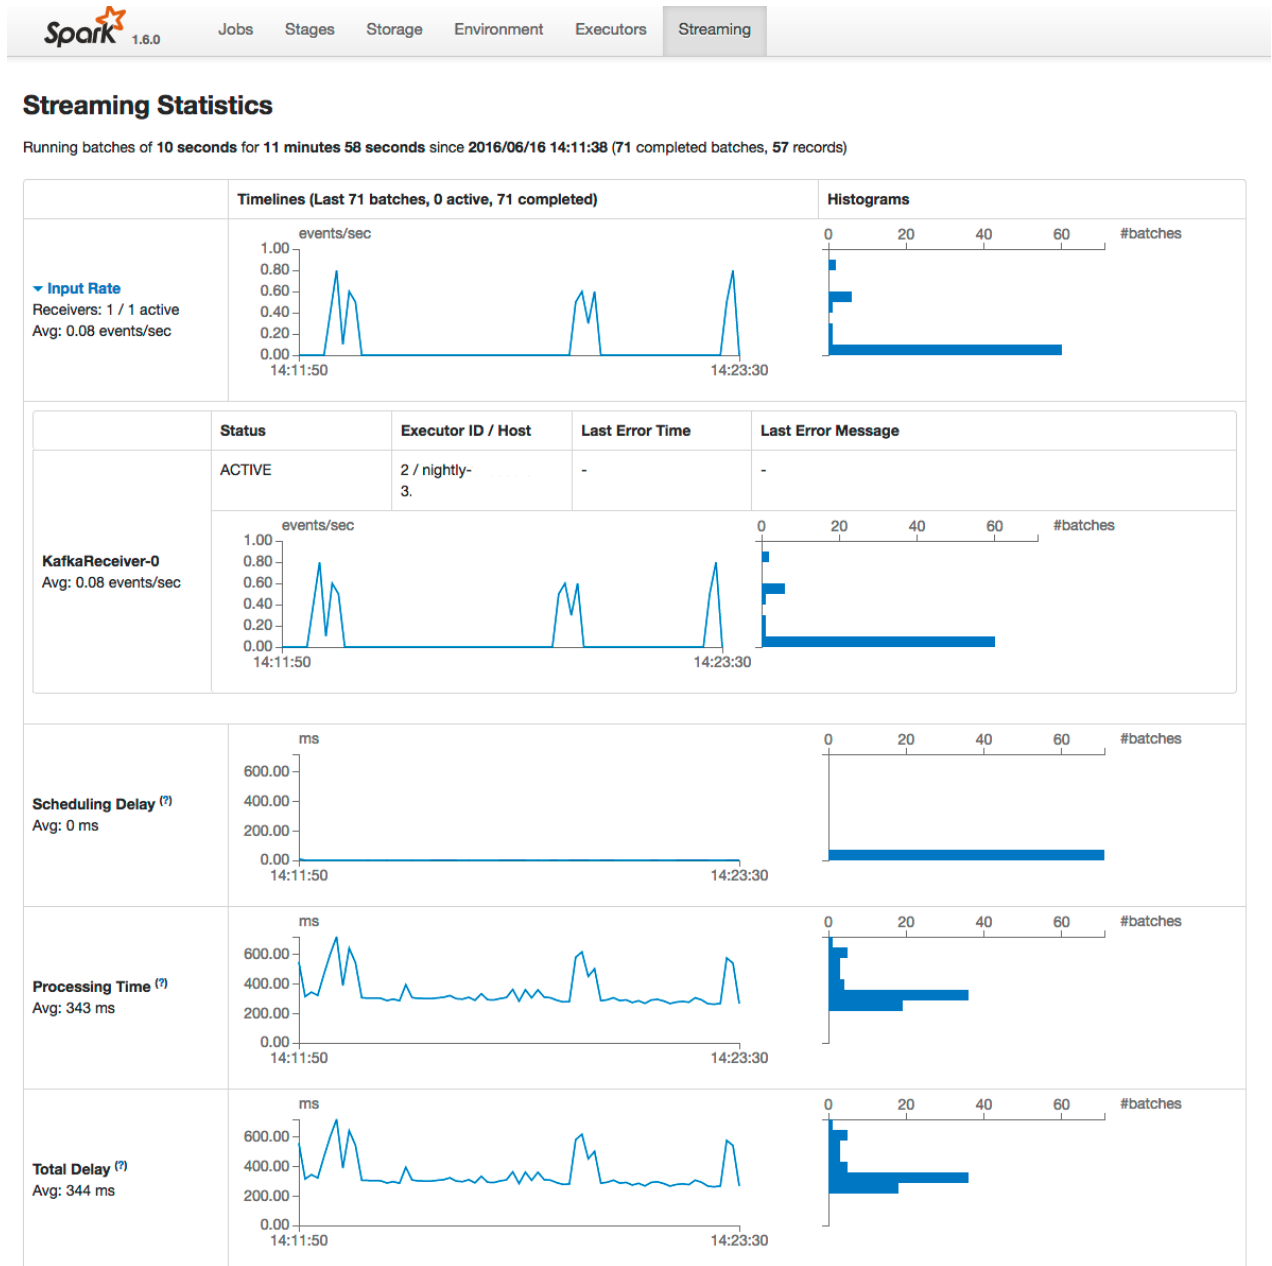 Spark 1.6.0 Jobs Stages Storage Environment Executors Streaming
Streaming Statistics
Running batches of 10 seconds for 11 minutes 58 seconds since 2016/06/16 14:11:38 (71 completed batches, 57 records)
Timelines (Last 71 batches, 0 active, 71 completed) Histograms
Input Rate
Receivers: 1 / 1 active
Avg: 0.08 events/sec
events/sec
1.00
0.80
0.60
0.40
0.20
0.00
14:11:50 14:23:30
0 20 40 60 #batches
Status Executor ID / Host Last Error Time Last Error Message
KafkaReceiver-0
Avg: 0.08 events/sec
ACTIVE 2 / nightly- - -
3.
events/sec
1.00
0.80
0.60
0.40
0.20
0.00
14:11:50 14:23:30
0 20 40 60 #batches
Scheduling Delay (?)
Avg: 0 ms
ms
600.00
400.00
200.00
0.00
14:11:50 14:23:30
0 20 40 60 #batches
Processing Time (?)
Avg: 343 ms
ms
600.00
400.00
200.00
0.00
14:11:50 14:23:30
0 20 40 60 #batches
Total Delay (?)
Avg: 344 ms
ms
600.00
400.00
200.00
0.00
14:11:50 14:23:30
0 20 40 60 #batches